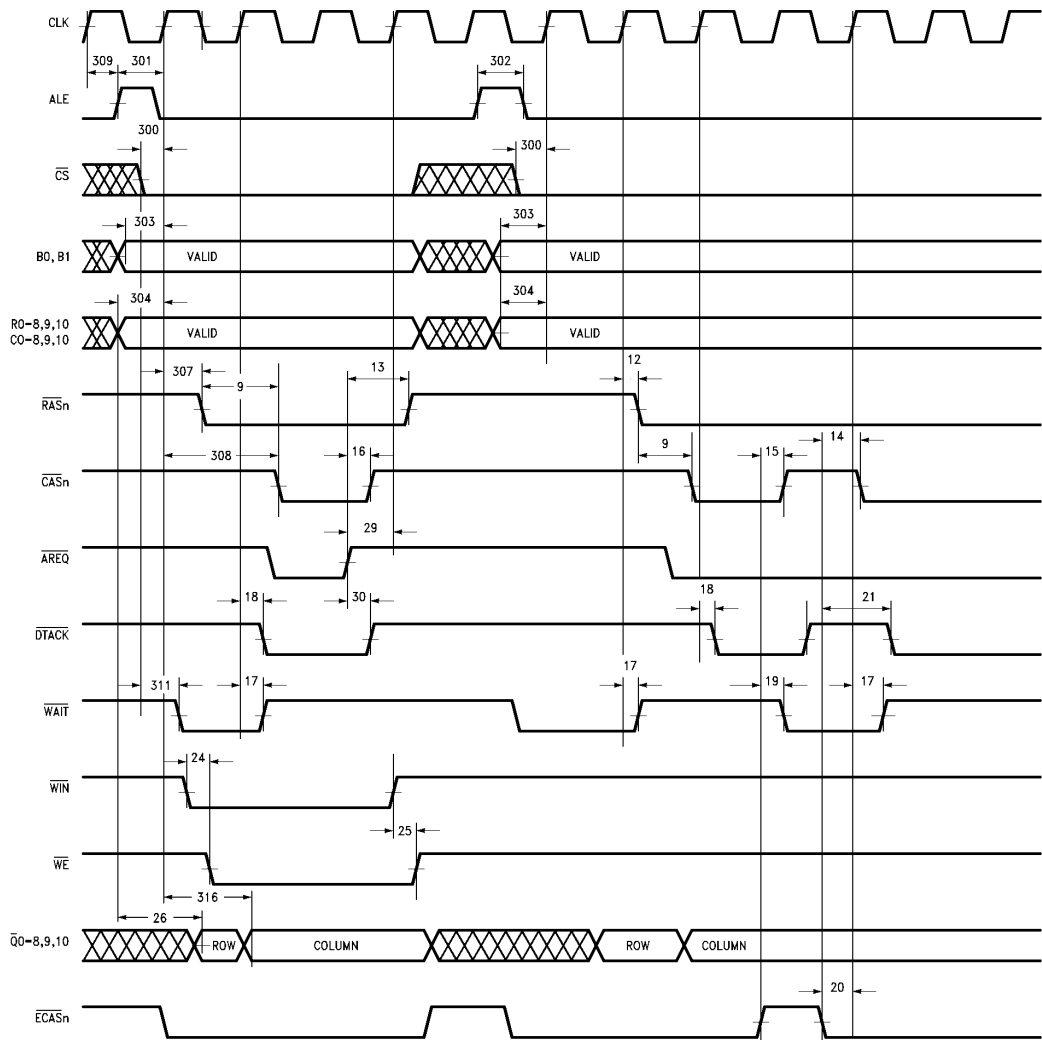 CLK
309 301 302
ALE
300 300
CS
303 303
B0, B1 VALID VALID
304 304
R0-8,9,10 VALID VALID
C0-8,9,10
307 9 13 12
RASn
308 16 9 15 14
CASn
29
AREQ
18 30 18 21
DTACK
311 17 17 19 17
WAIT
24
WIN
25
WE
316
26
Q0-8,9,10 ROW COLUMN ROW COLUMN
20
ECASn